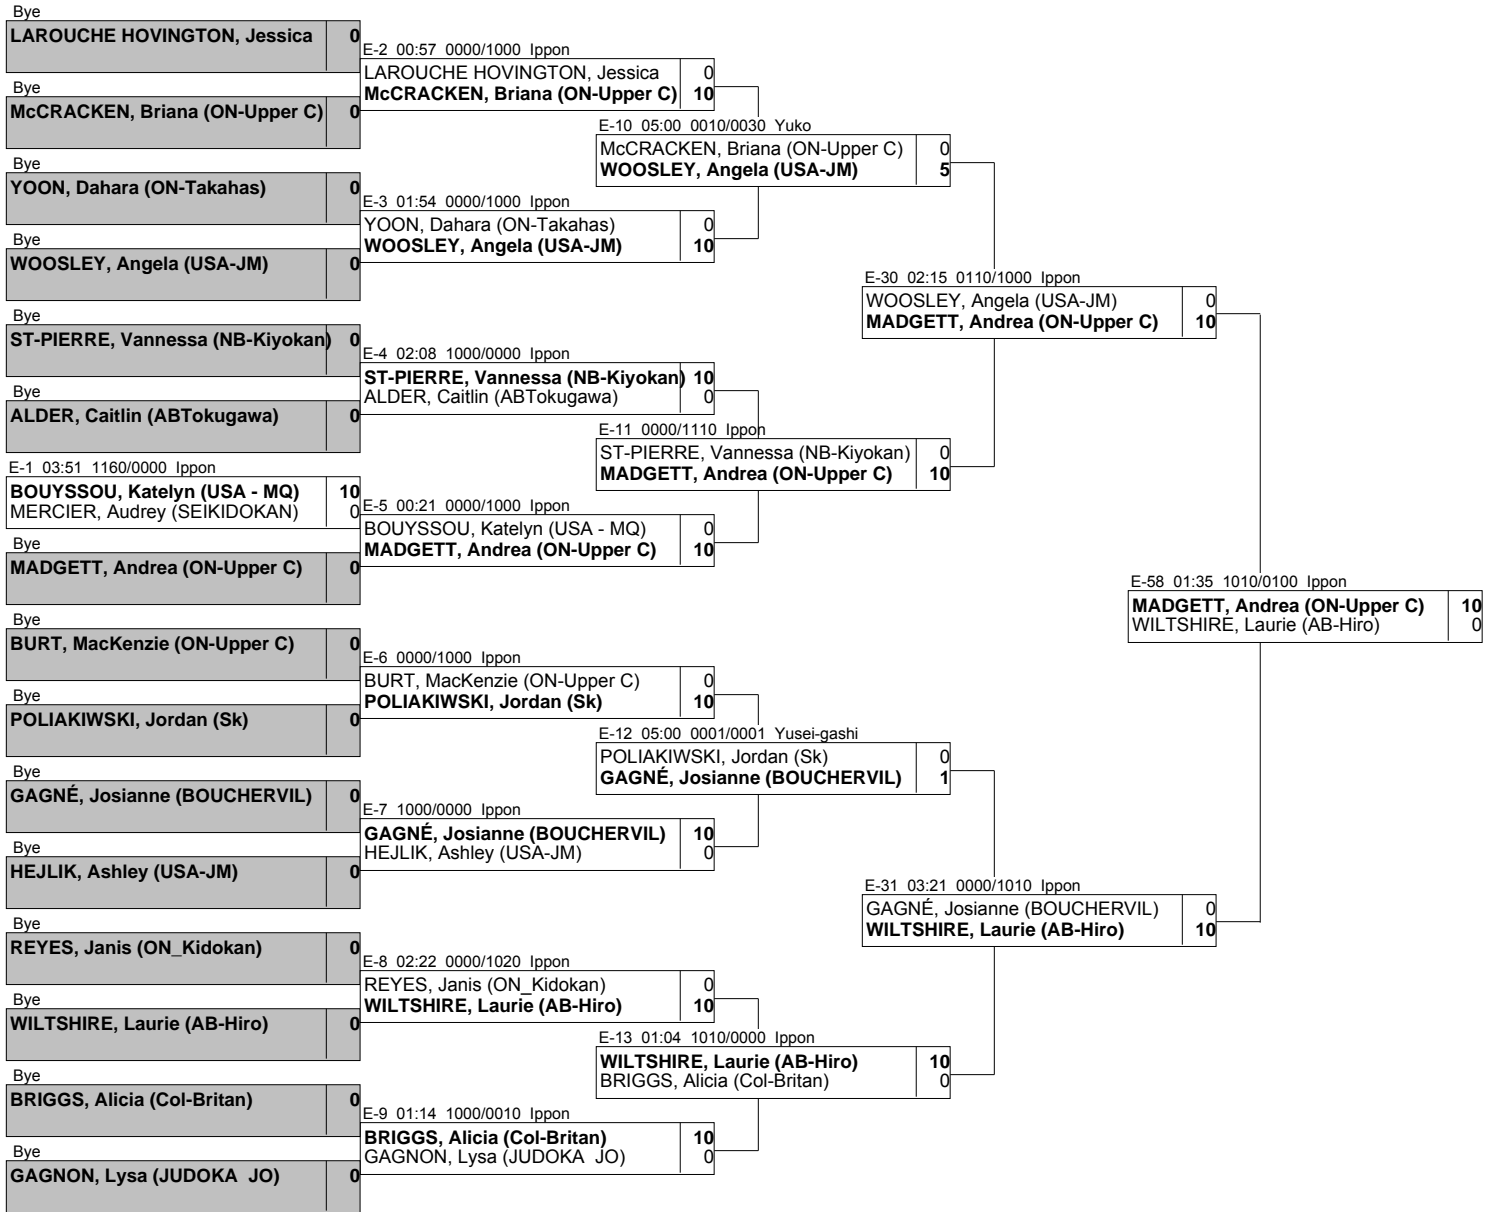 Bye
LAROUCHE HOVINGTON, Jessica 0
Bye
McCRACKEN, Briana (ON-Upper C) 0
Bye
YOON, Dahara (ON-Takahas) 0
Bye
WOOSLEY, Angela (USA-JM) 0
Bye
ST-PIERRE, Vannessa (NB-Kiyokan) 0
Bye
ALDER, Caitlin (ABTokugawa) 0
E-1 03:51 1160/0000 Ippon
BOUYSSOU, Katelyn (USA - MQ) 10
MERCIER, Audrey (SEIKIDOKAN) 0
Bye
MADGETT, Andrea (ON-Upper C) 0
Bye
BURT, MacKenzie (ON-Upper C) 0
Bye
POLIAKIWSKI, Jordan (Sk) 0
Bye
GAGNÉ, Josianne (BOUCHERVIL) 0
Bye
HEJLIK, Ashley (USA-JM) 0
Bye
REYES, Janis (ON_Kidokan) 0
Bye
WILTSHIRE, Laurie (AB-Hiro) 0
Bye
BRIGGS, Alicia (Col-Britan) 0
Bye
GAGNON, Lysa (JUDOKA JO) 0
E-2 00:57 0000/1000 Ippon
LAROUCHE HOVINGTON, Jessica 0
McCRACKEN, Briana (ON-Upper C) 10
E-3 01:54 0000/1000 Ippon
YOON, Dahara (ON-Takahas) 0
WOOSLEY, Angela (USA-JM) 10
E-4 02:08 1000/0000 Ippon
ST-PIERRE, Vannessa (NB-Kiyokan) 10
ALDER, Caitlin (ABTokugawa) 0
E-5 00:21 0000/1000 Ippon
BOUYSSOU, Katelyn (USA - MQ) 0
MADGETT, Andrea (ON-Upper C) 10
E-6 0000/1000 Ippon
BURT, MacKenzie (ON-Upper C) 0
POLIAKIWSKI, Jordan (Sk) 10
E-7 1000/0000 Ippon
GAGNÉ, Josianne (BOUCHERVIL) 10
HEJLIK, Ashley (USA-JM) 0
E-8 02:22 0000/1020 Ippon
REYES, Janis (ON_Kidokan) 0
WILTSHIRE, Laurie (AB-Hiro) 10
E-9 01:14 1000/0010 Ippon
BRIGGS, Alicia (Col-Britan) 10
GAGNON, Lysa (JUDOKA JO) 0
E-10 05:00 0010/0030 Yuko
McCRACKEN, Briana (ON-Upper C) 0
WOOSLEY, Angela (USA-JM) 5
E-11 0000/1110 Ippon
ST-PIERRE, Vannessa (NB-Kiyokan) 0
MADGETT, Andrea (ON-Upper C) 10
E-12 05:00 0001/0001 Yusei-gashi
POLIAKIWSKI, Jordan (Sk) 0
GAGNÉ, Josianne (BOUCHERVIL) 1
E-13 01:04 1010/0000 Ippon
WILTSHIRE, Laurie (AB-Hiro) 10
BRIGGS, Alicia (Col-Britan) 0
E-30 02:15 0110/1000 Ippon
WOOSLEY, Angela (USA-JM) 0
MADGETT, Andrea (ON-Upper C) 10
E-31 03:21 0000/1010 Ippon
GAGNÉ, Josianne (BOUCHERVIL) 0
WILTSHIRE, Laurie (AB-Hiro) 10
E-58 01:35 1010/0100 Ippon
MADGETT, Andrea (ON-Upper C) 10
WILTSHIRE, Laurie (AB-Hiro) 0